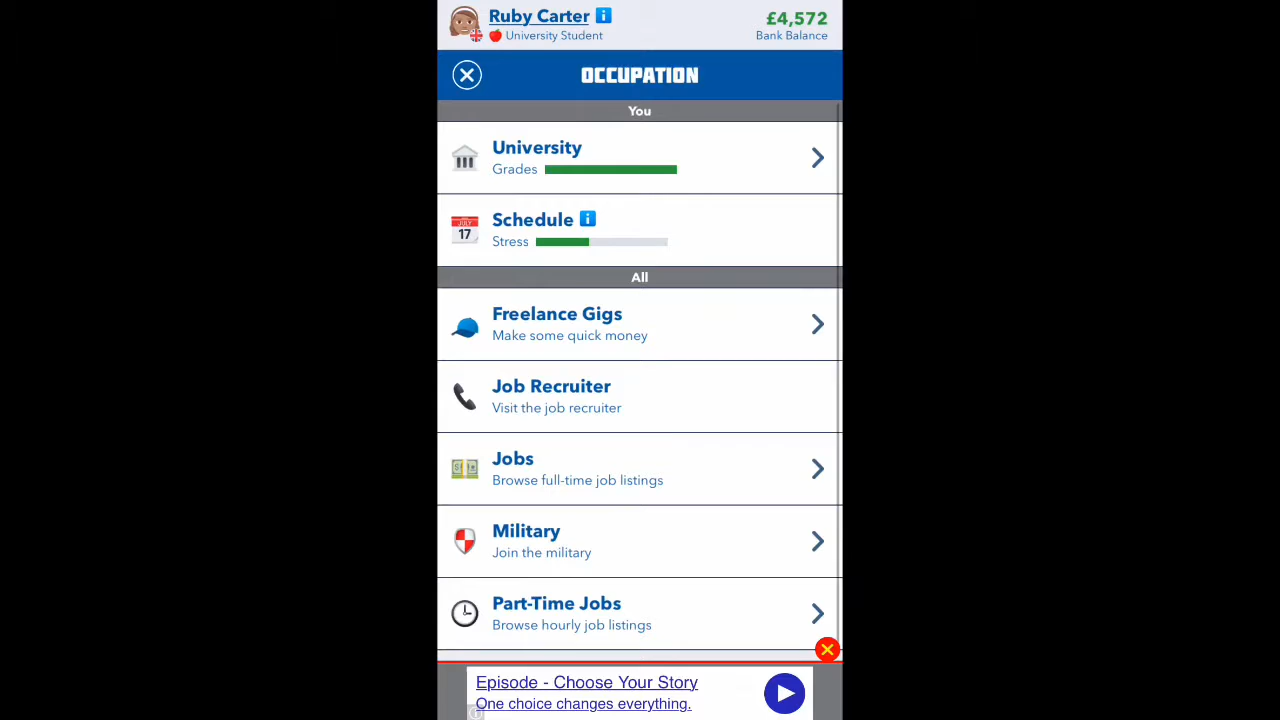 Ruby Carter
University Student
£4,572
Bank Balance
OCCUPATION
You
University
Grades
Schedule
Stress
JULY
17
All
Freelance Gigs
Make some quick money
Job Recruiter
Visit the job recruiter
Jobs
Browse full-time job listings
Military
Join the military
Part-Time Jobs
Browse hourly job listings
Episode - Choose Your Story
One choice changes everything.